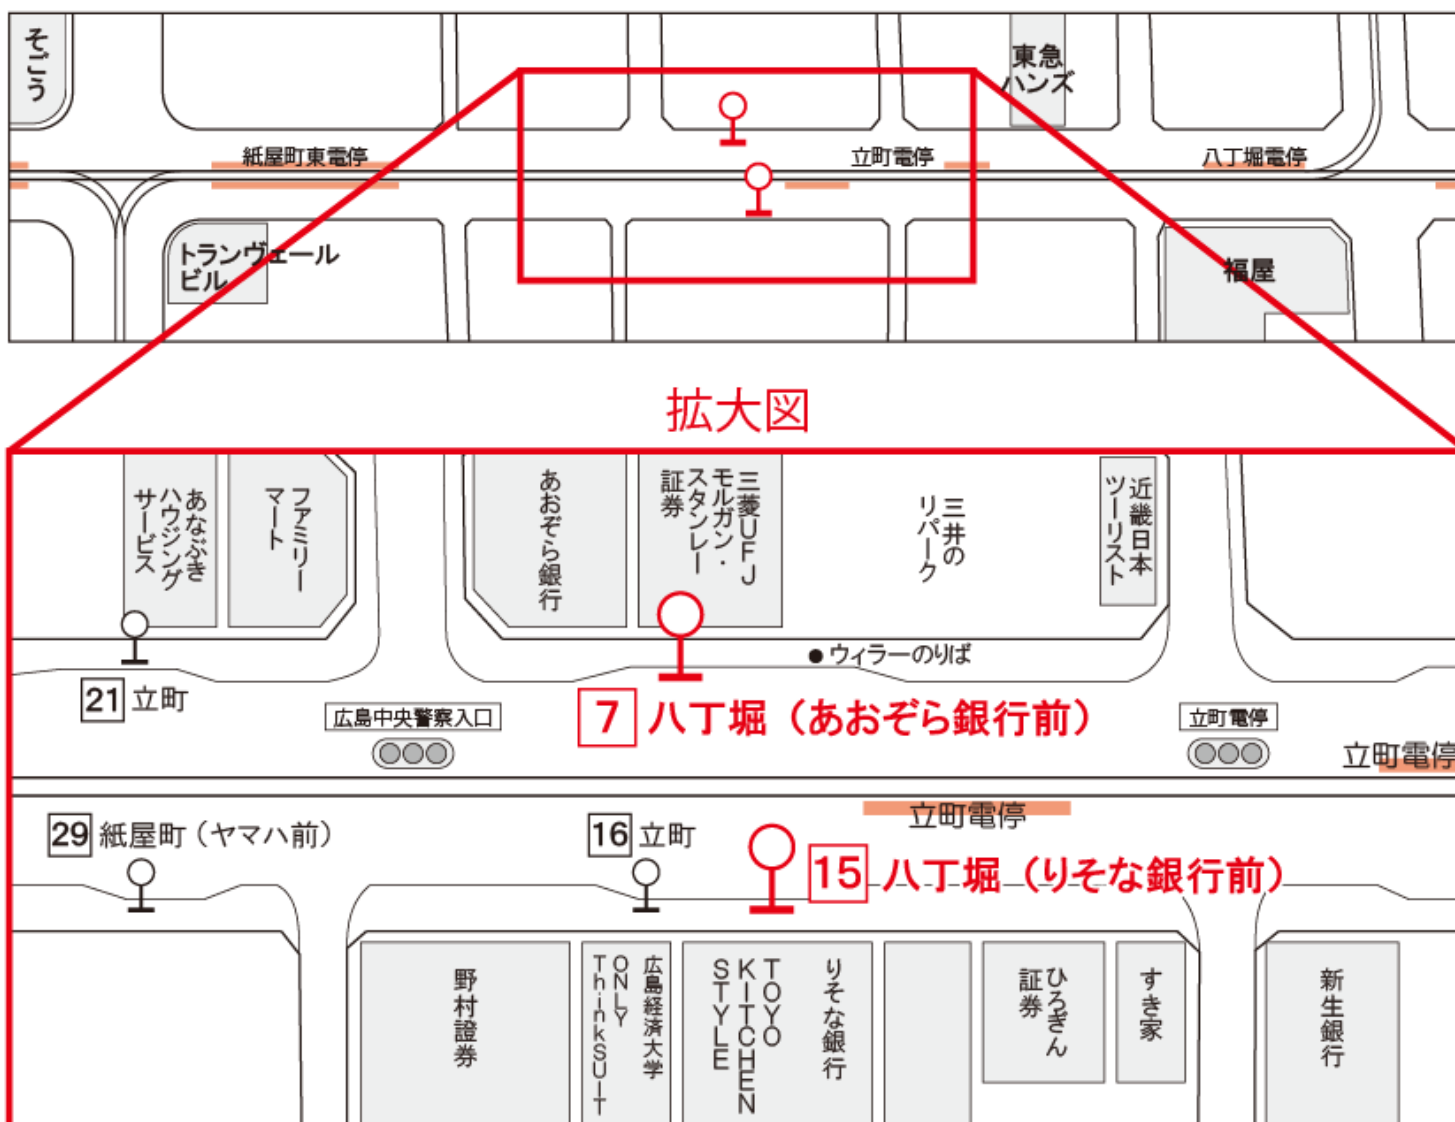 そごう
東急
ハンズ
紙屋町東電停
立町電停
八丁堀電停
トランヴェール
ビル
福屋
拡大図
あなぶき
ハウジング
サービス
ファミリー
マート
あおぞら銀行
三菱UFJ
モルガン・
スタンレー
証券
三井の
リパーク
近畿日本
ツーリスト
ウィラーのりば
21 立町
7 八丁堀（あおぞら銀行前）
広島中央警察入口
立町電停
立町電停
立町電停
29 紙屋町（ヤマハ前）
16 立町
15 八丁堀（りそな銀行前）
野村證券
広島経済大学
ONLY
ThinkSUIT
TOYO
KITCHEN
STYLE
りそな銀行
ひろぎん
証券
すき家
新生銀行